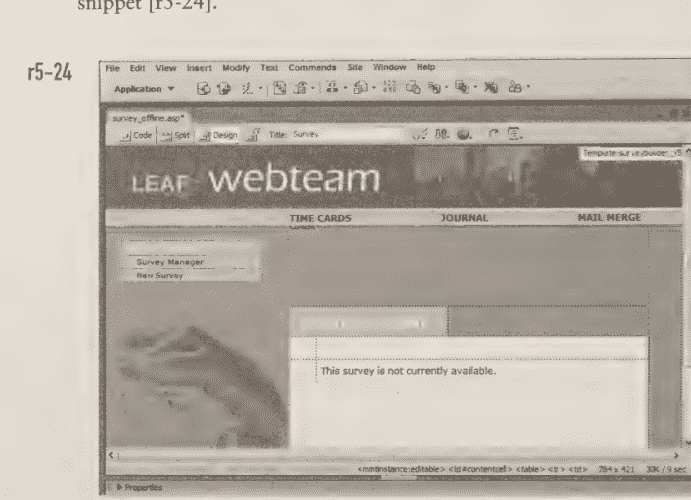 snippet [r5-24].
r5-24
File Edit View Insert Modify Text Commands Site Window Help
Application
survey_offline.asp*
Code Split Design Title: Survey
Template:surveybuilder_VB
LEAF webteam
TIME CARDS JOURNAL MAIL MERGE
Survey Manager
New Survey
This survey is not currently available.
<mmtinstance:editable> <td#contentcell> <table> <tr> <td> 784 x 421 30K / 9 sec
Properties